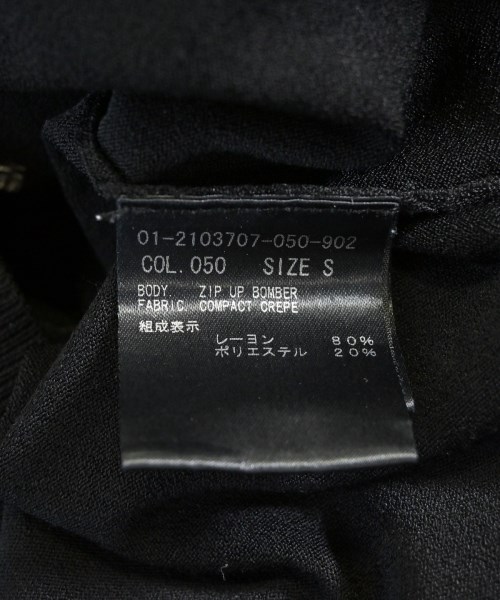 01-2103707-050-902
COL.050 SIZE S
BODY. ZIP UP BOMBER
FABRIC. COMPACT CREPE
組成表示
レーヨン 80%
ポリエステル 20%